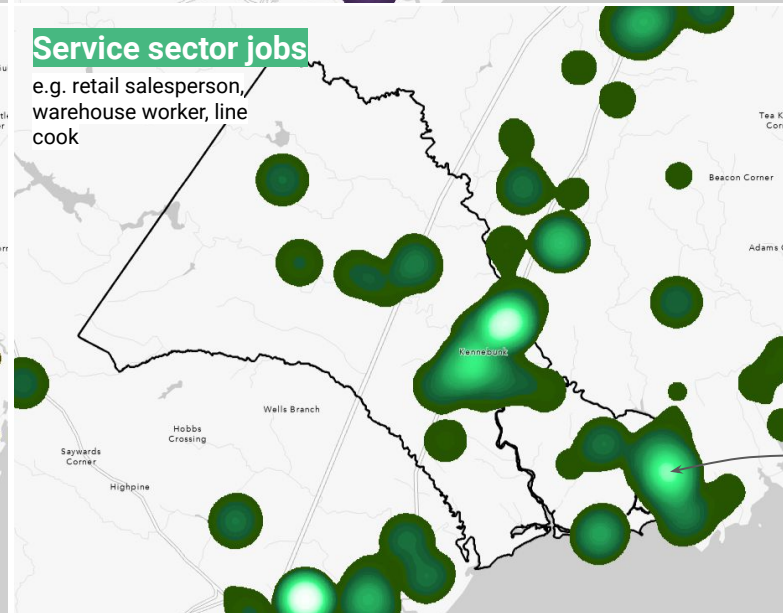 Service sector jobs
e.g. retail salesperson,
warehouse worker, line
cook
Beacon Corner
Kennebunk
Wells Branch
Hobbs
Crossing
Saywards
Corner
Highpine